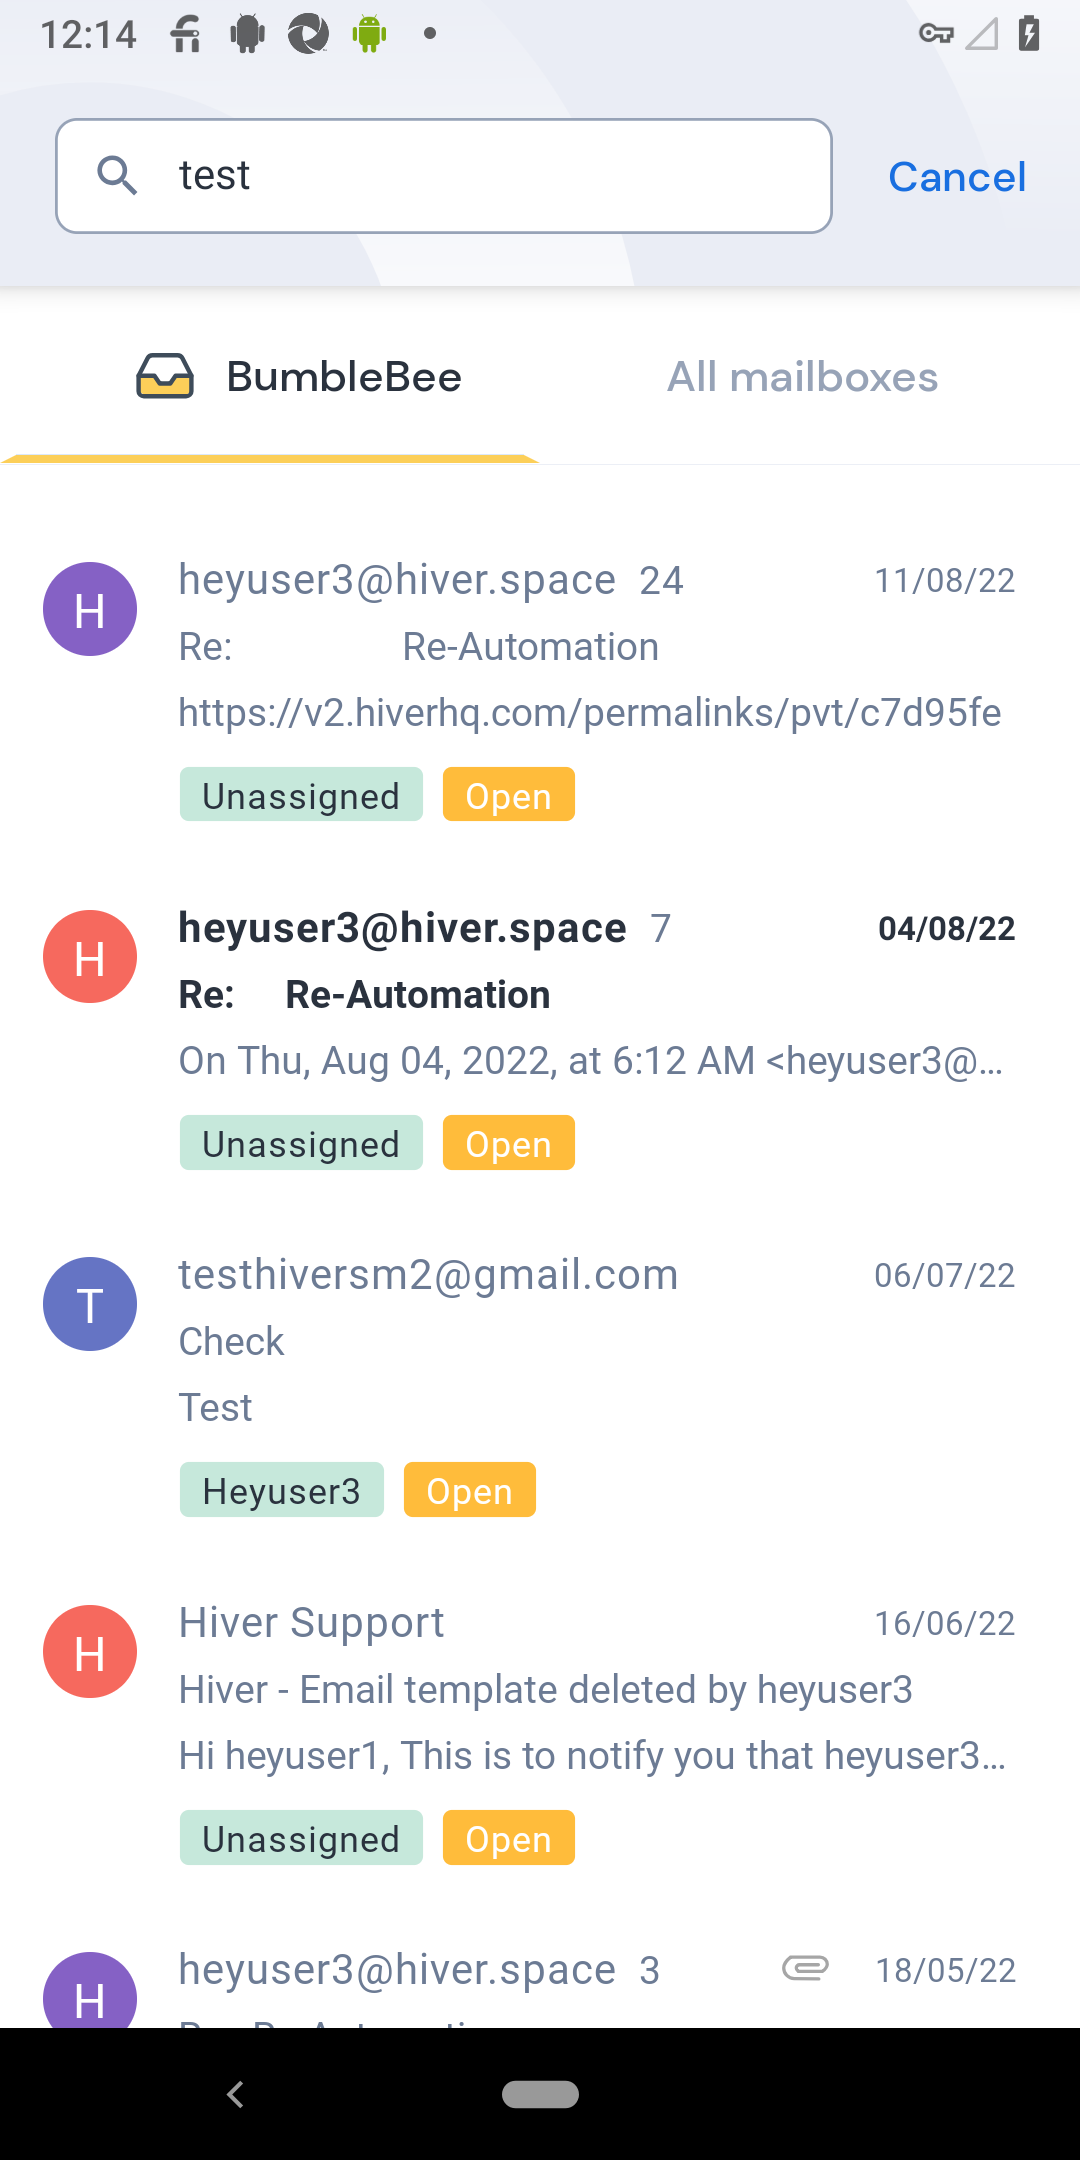 12:14
test
Cancel
BumbleBee
All mailboxes
H
heyuser3@hiver.space 24
11/08/22
Re: Re-Automation
https://v2.hiverhq.com/permalinks/pvt/c7d95fe
Unassigned
Open
H
heyuser3@hiver.space 7
04/08/22
Re: Re-Automation
On Thu, Aug 04, 2022, at 6:12 AM <heyuser3@...
Unassigned
Open
T
testhiversm2@gmail.com
06/07/22
Check
Test
Heyuser3
Open
H
Hiver Support
16/06/22
Hiver - Email template deleted by heyuser3
Hi heyuser1, This is to notify you that heyuser3...
Unassigned
Open
H
heyuser3@hiver.space 3
18/05/22